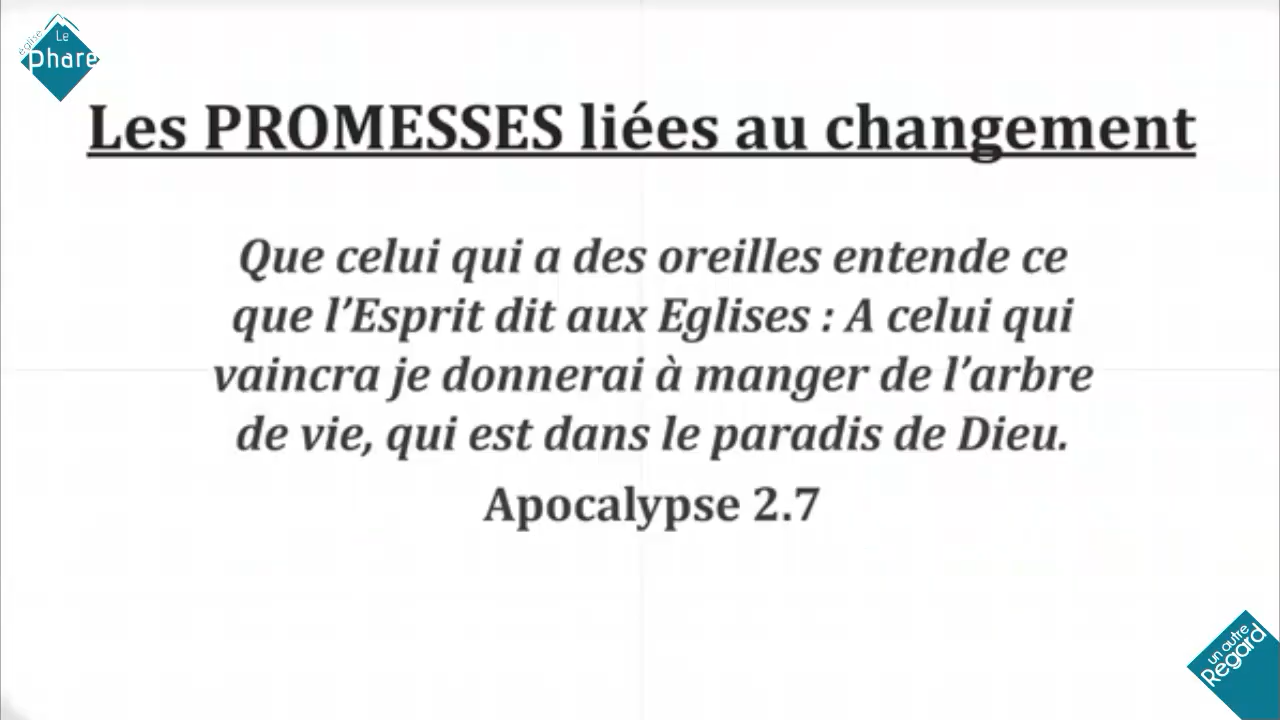 église
Le
phare
Les PROMESSES liées au changement
Que celui qui a des oreilles entende ce
que l’Esprit dit aux Eglises : A celui qui
vaincra je donnerai à manger de l’arbre
de vie, qui est dans le paradis de Dieu.
Apocalypse 2.7
un autre
Regard